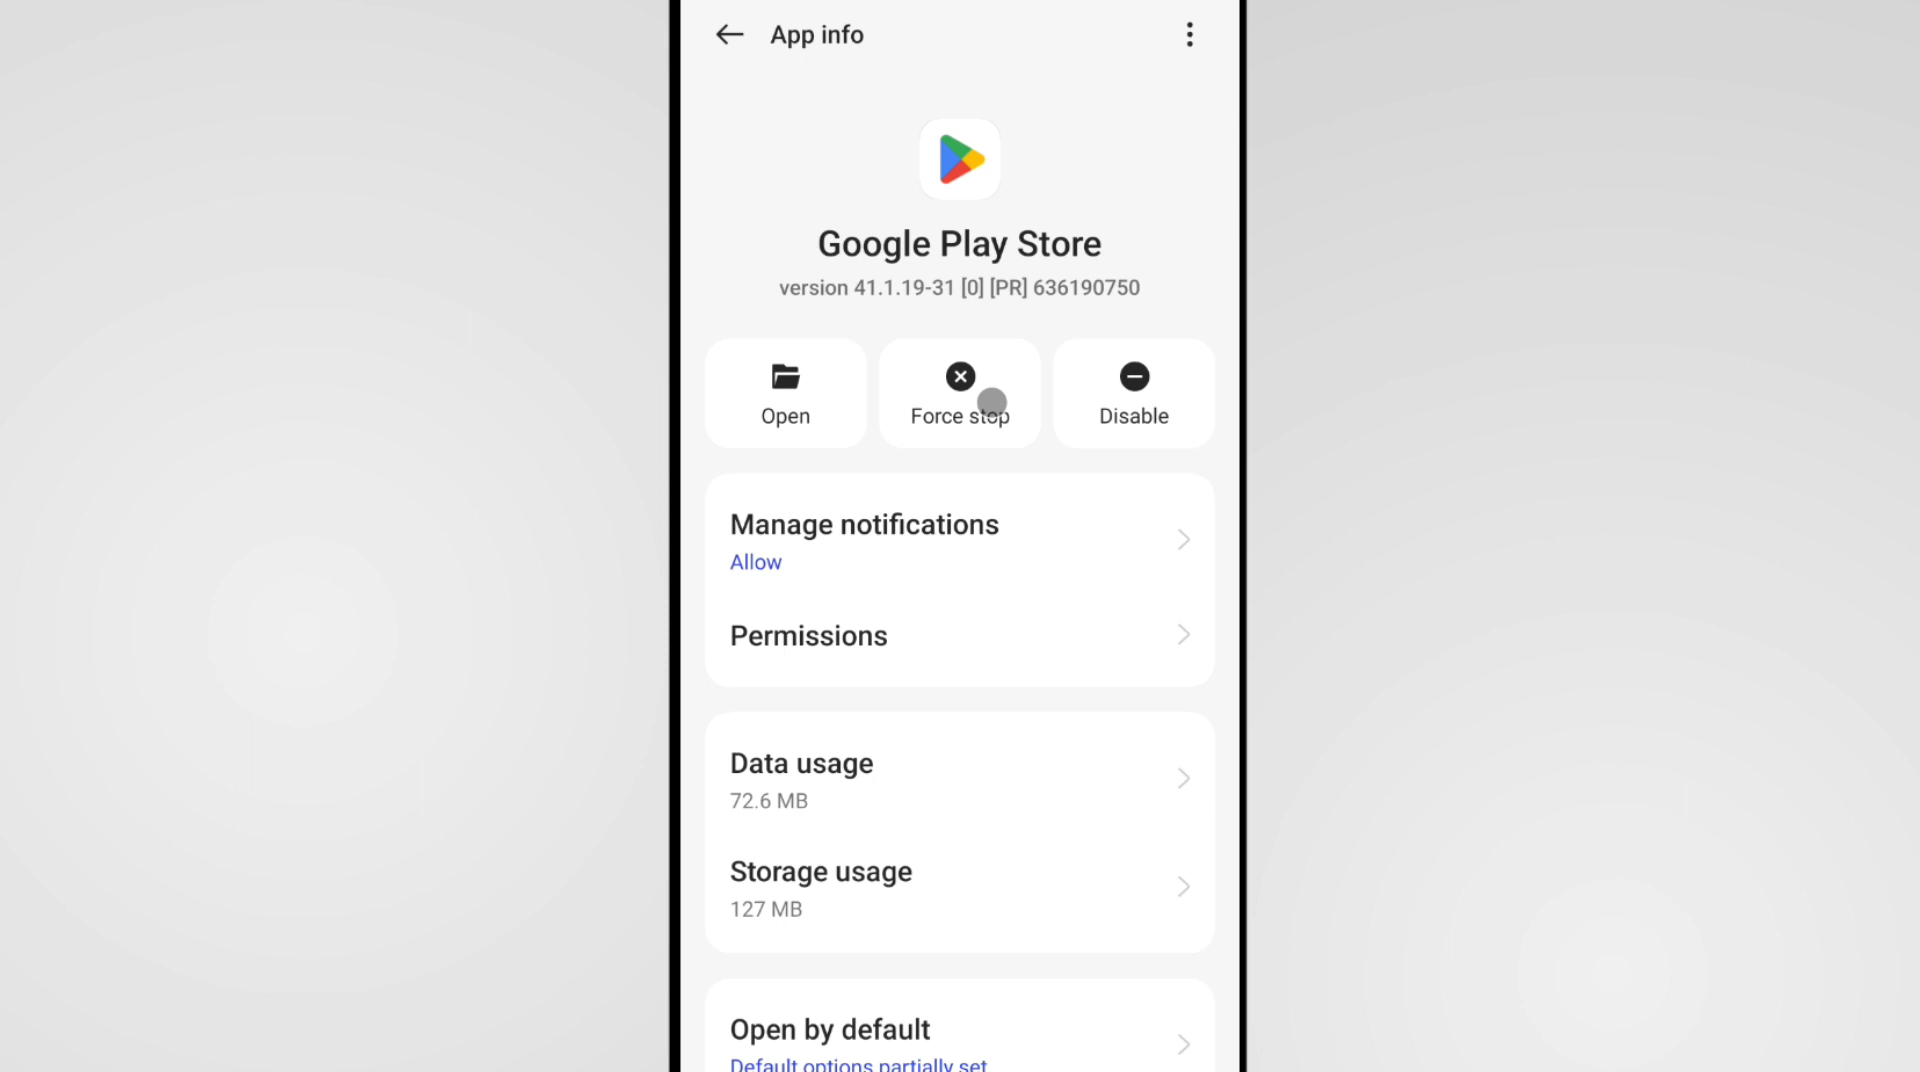 App info
Google Play Store
version 41.1.19-31 [0] [PR] 636190750
Open
Force stop
Disable
Manage notifications
Allow
Permissions
Data usage
72.6 MB
Storage usage
127 MB
Open by default
Default options partially set